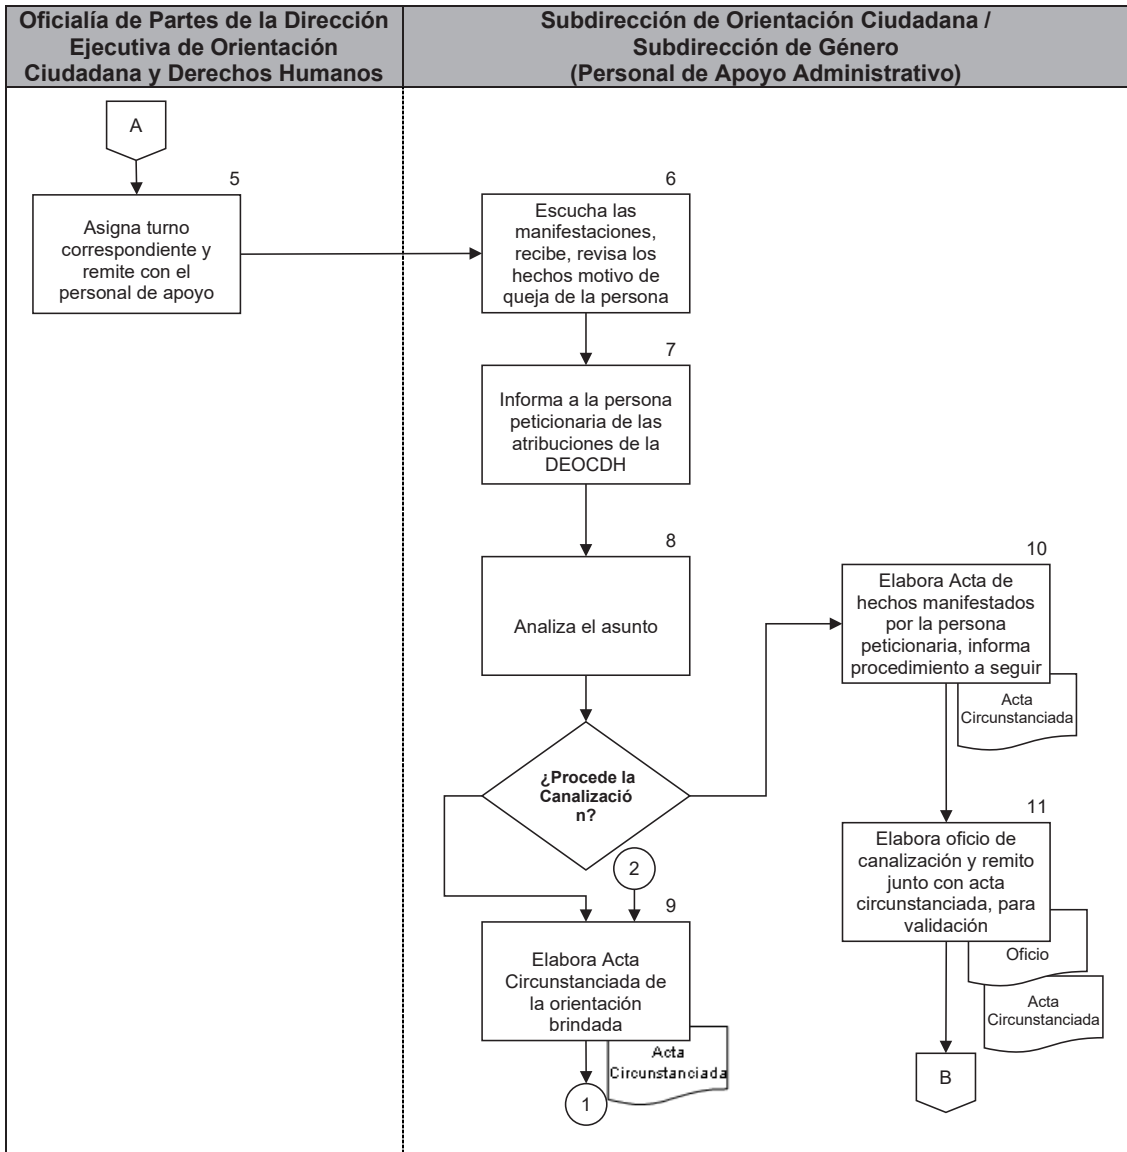 Oficialía de Partes de la Dirección
Ejecutiva de Orientación
Ciudadana y Derechos Humanos
Subdirección de Orientación Ciudadana /
Subdirección de Género
(Personal de Apoyo Administrativo)
A
5
Asigna turno
correspondiente y
remite con el
personal de apoyo
6
Escucha las
manifestaciones,
recibe, revisa los
hechos motivo de
queja de la persona
7
Informa a la persona
peticionaria de las
atribuciones de la
DEOCDH
8
Analiza el asunto
¿Procede la
Canalizació
n?
2
9
Elabora Acta
Circunstanciada de
la orientación
brindada
Acta
Circunstanciada
1
10
Elabora Acta de
hechos manifestados
por la persona
peticionaria, informa
procedimiento a seguir
Acta
Circunstanciada
11
Elabora oficio de
canalización y remito
junto con acta
circunstanciada, para
validación
Oficio
Acta
Circunstanciada
B